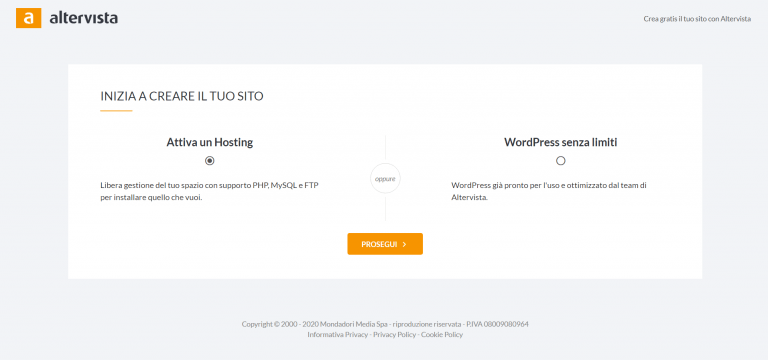 a altervista
Crea gratis il tuo sito con Altervista
INIZIA A CREARE IL TUO SITO
Attiva un Hosting
Libera gestione del tuo spazio con supporto PHP, MySQL e FTP
per installare quello che vuoi.
oppure
WordPress senza limiti
WordPress già pronto per l'uso e ottimizzato dal team di
Altervista.
PROSEGUI >
Copyright © 2000 - 2020 Mondadori Media Spa - riproduzione riservata - P.IVA 08009080964
Informativa Privacy - Privacy Policy - Cookie Policy